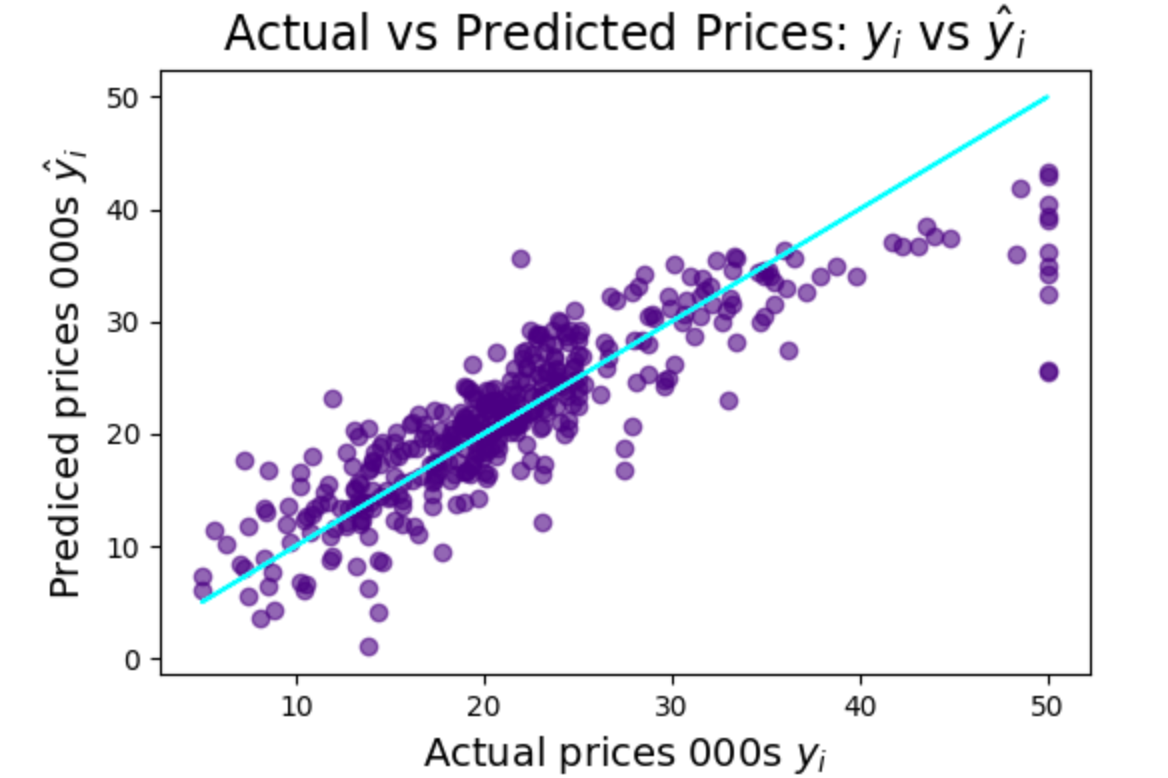 Actual vs Predicted Prices: yᵢ vs ŷᵢ
Prediced prices 000s ŷᵢ
50
40
30
20
10
0
10 20 30 40 50
Actual prices 000s yᵢ